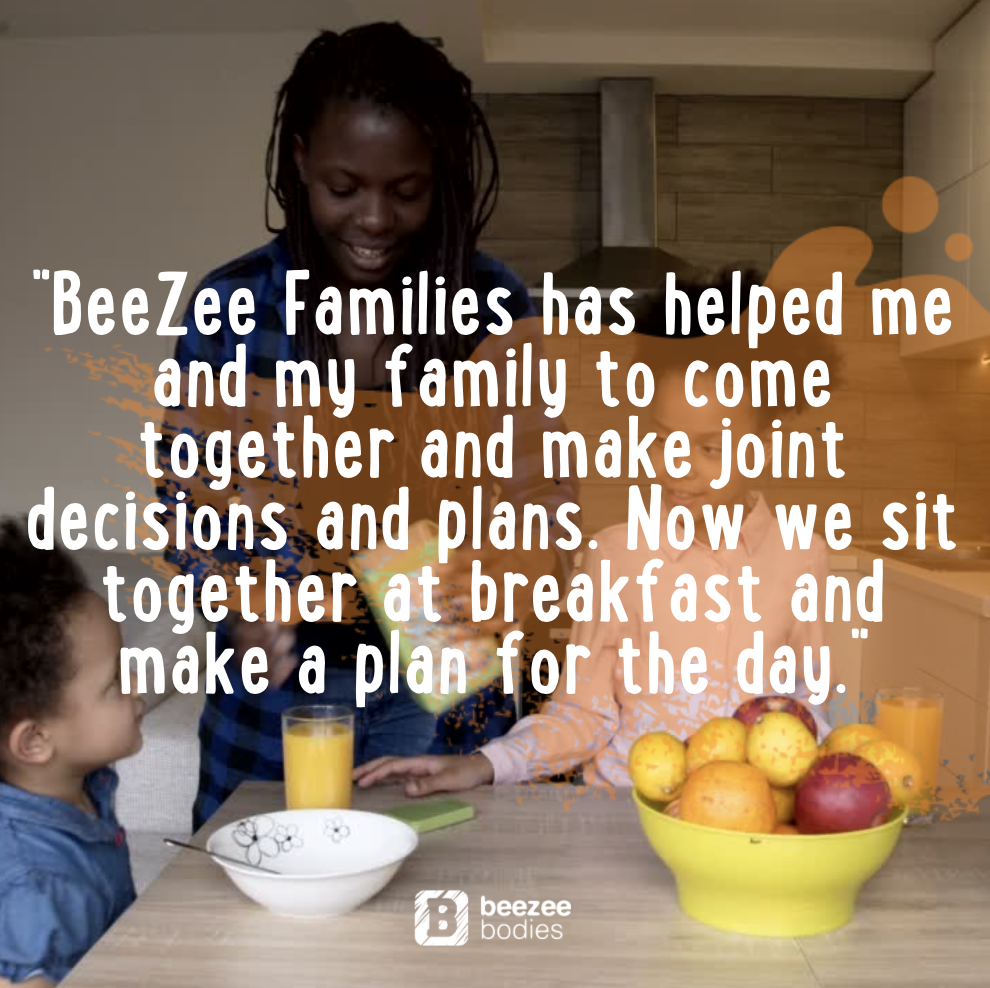 "BeeZee Families has helped me
and my family to come
together and make joint
decisions and plans. Now we sit
together at breakfast and
make a plan for the day."
B
beezee
bodies